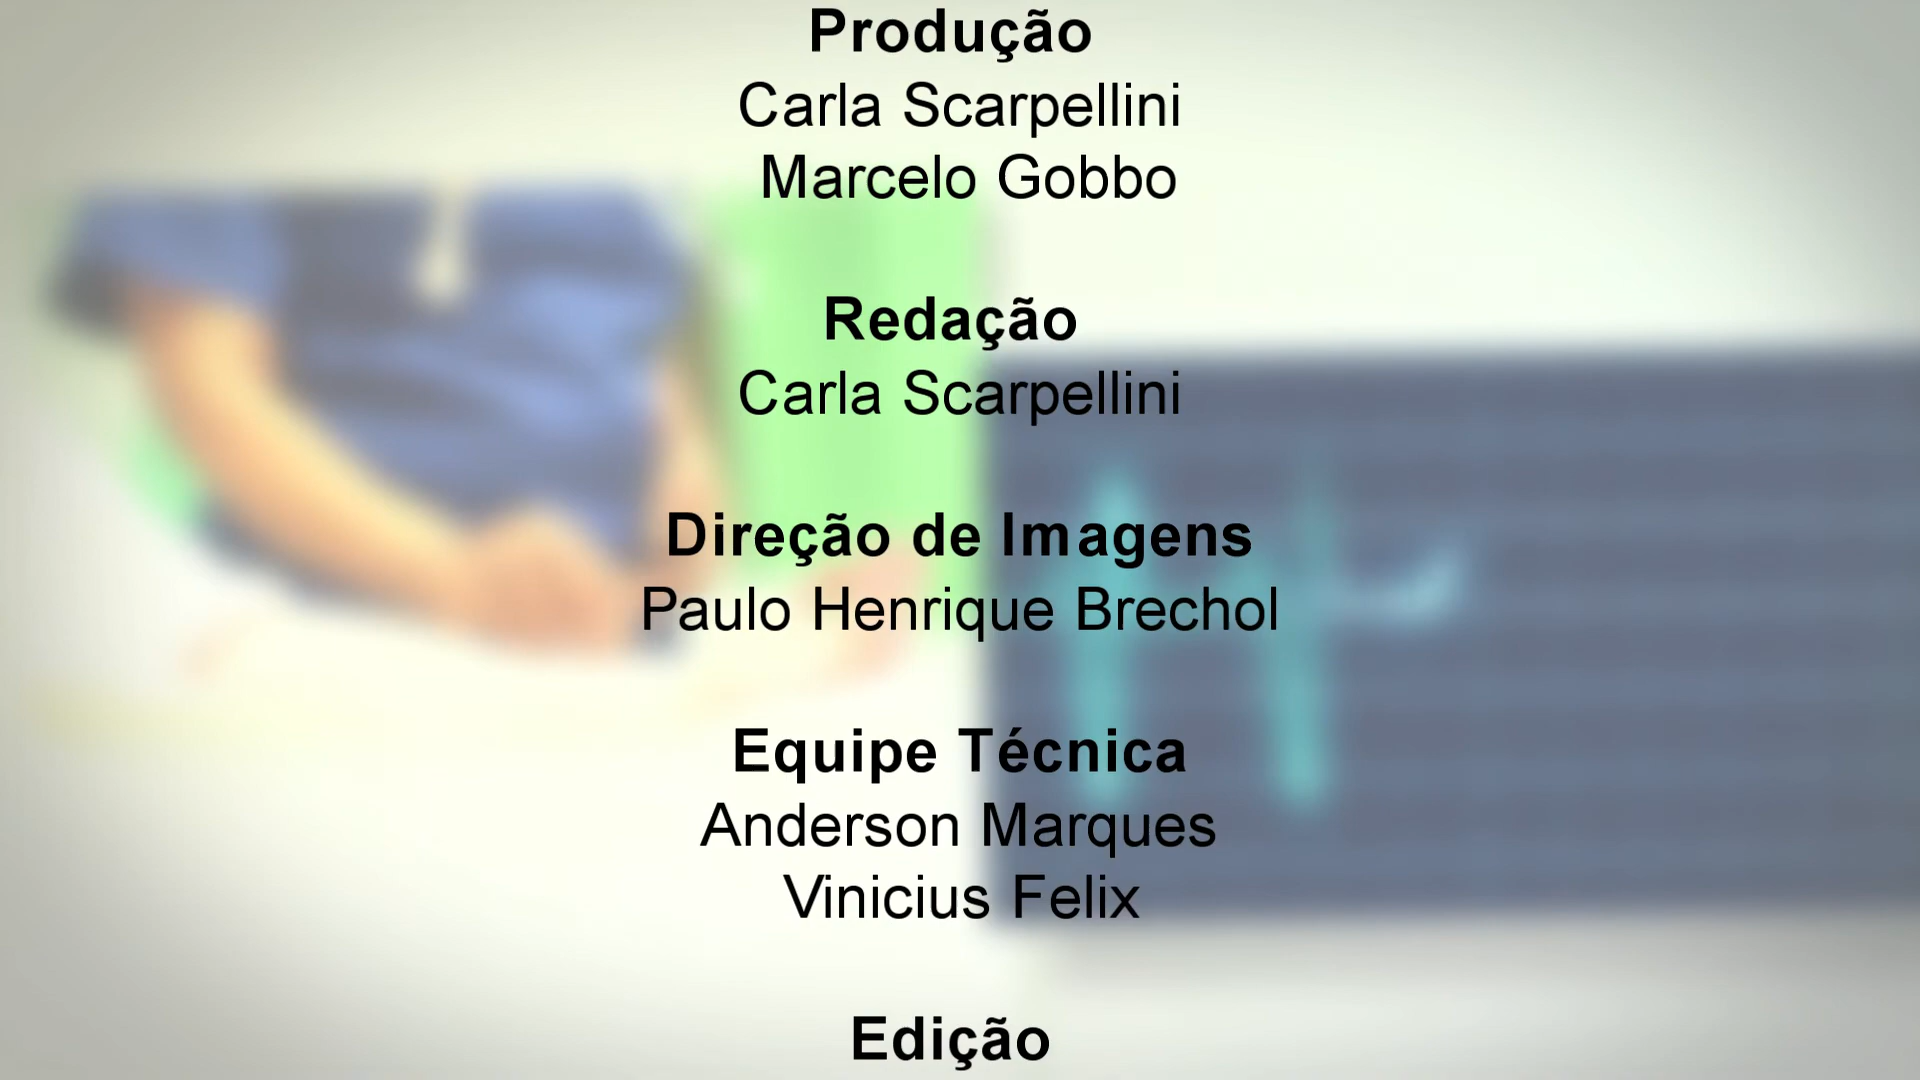 Produção
Carla Scarpellini
Marcelo Gobbo
Redação
Carla Scarpellini
Direção de Imagens
Paulo Henrique Brechol
Equipe Técnica
Anderson Marques
Vinicius Felix
Edição